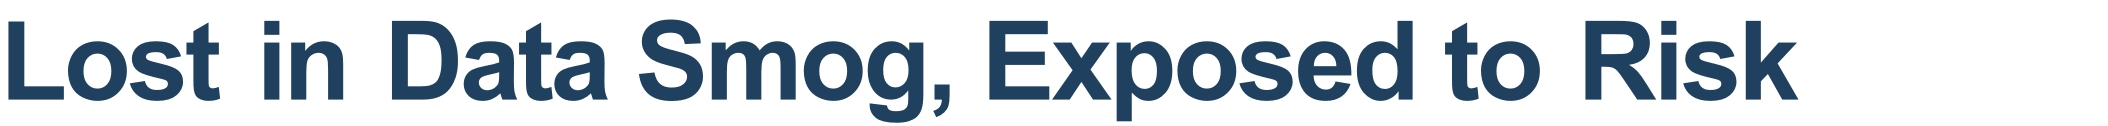 Lost in Data Smog, Exposed to Risk